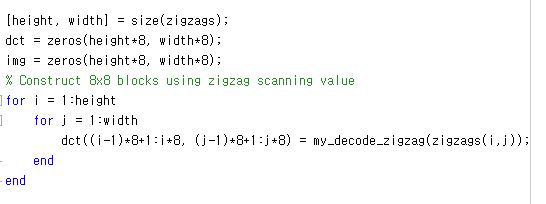 [height, width] = size(zigzags);
dct = zeros(height*8, width*8);
img = zeros(height*8, width*8);
% Construct 8x8 blocks using zigzag scanning value
for i = 1:height
    for j = 1:width
        dct((i-1)*8+1:i*8, (j-1)*8+1:j*8) = my_decode_zigzag(zigzags(i,j));
    end
end